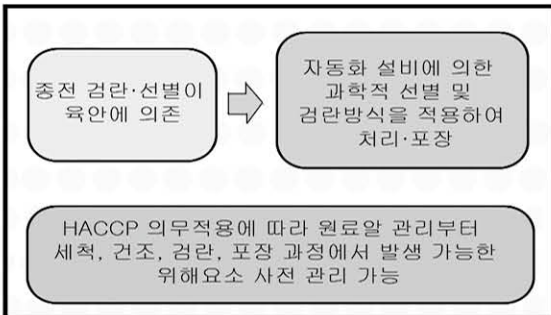 종전 검란·선별이
육안에 의존
자동화 설비에 의한
과학적 선별 및
검란방식을 적용하여
처리·포장
HACCP 의무적용에 따라 원료알 관리부터
세척, 건조, 검란, 포장 과정에서 발생 가능한
위해요소 사전 관리 가능